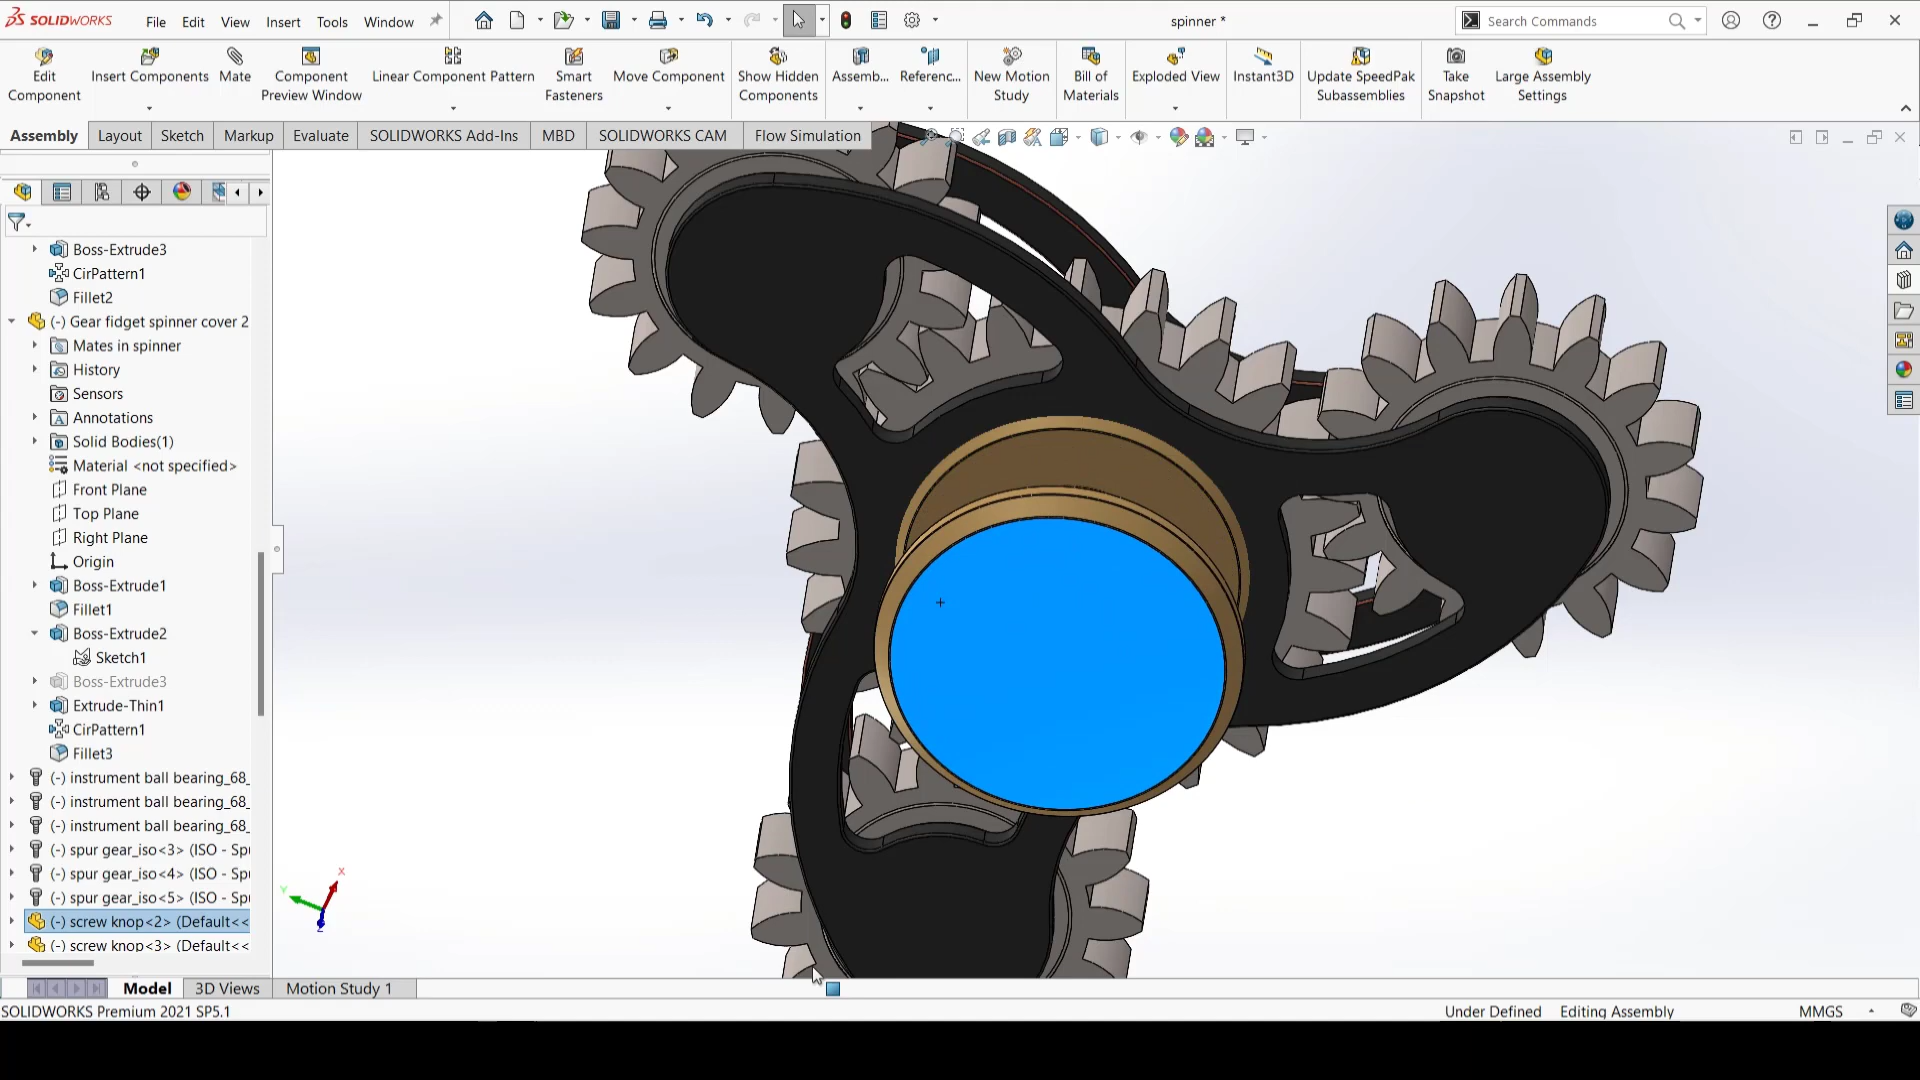 SOLIDWORKS File Edit View Insert Tools Window spinner * Search Commands
Edit Component
Insert Components
Mate
Component Preview Window
Linear Component Pattern
Smart Fasteners
Move Component
Show Hidden Components
Assemb...
Referenc...
New Motion Study
Bill of Materials
Exploded View
Instant3D
Update SpeedPak Subassemblies
Take Snapshot
Large Assembly Settings
Assembly Layout Sketch Markup Evaluate SOLIDWORKS Add-Ins MBD SOLIDWORKS CAM Flow Simulation
Boss-Extrude3
CirPattern1
Fillet2
(-) Gear fidget spinner cover 2
Mates in spinner
History
Sensors
Annotations
Solid Bodies(1)
Material <not specified>
Front Plane
Top Plane
Right Plane
Origin
Boss-Extrude1
Fillet1
Boss-Extrude2
Sketch1
Boss-Extrude3
Extrude-Thin1
CirPattern1
Fillet3
(-) instrument ball bearing_68_
(-) instrument ball bearing_68_
(-) instrument ball bearing_68_
(-) spur gear_iso<3> (ISO - Spu
(-) spur gear_iso<4> (ISO - Spu
(-) spur gear_iso<5> (ISO - Spu
(-) screw knop<2> (Default<<
(-) screw knop<3> (Default<<
X
Y
Z
Model 3D Views Motion Study 1
SOLIDWORKS Premium 2021 SP5.1 Under Defined Editing Assembly MMGS